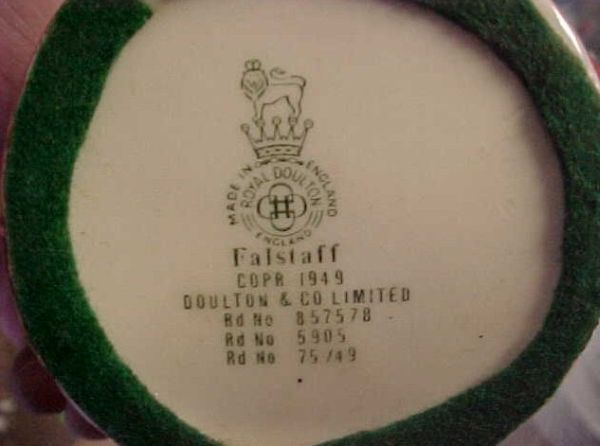 MADE IN ENGLAND
ROYAL DOULTON
ENGLAND
Falstaff
COPR 1949
DOULTON & CO LIMITED
Rd No 857578
Rd No 5905
Rd No 75/49